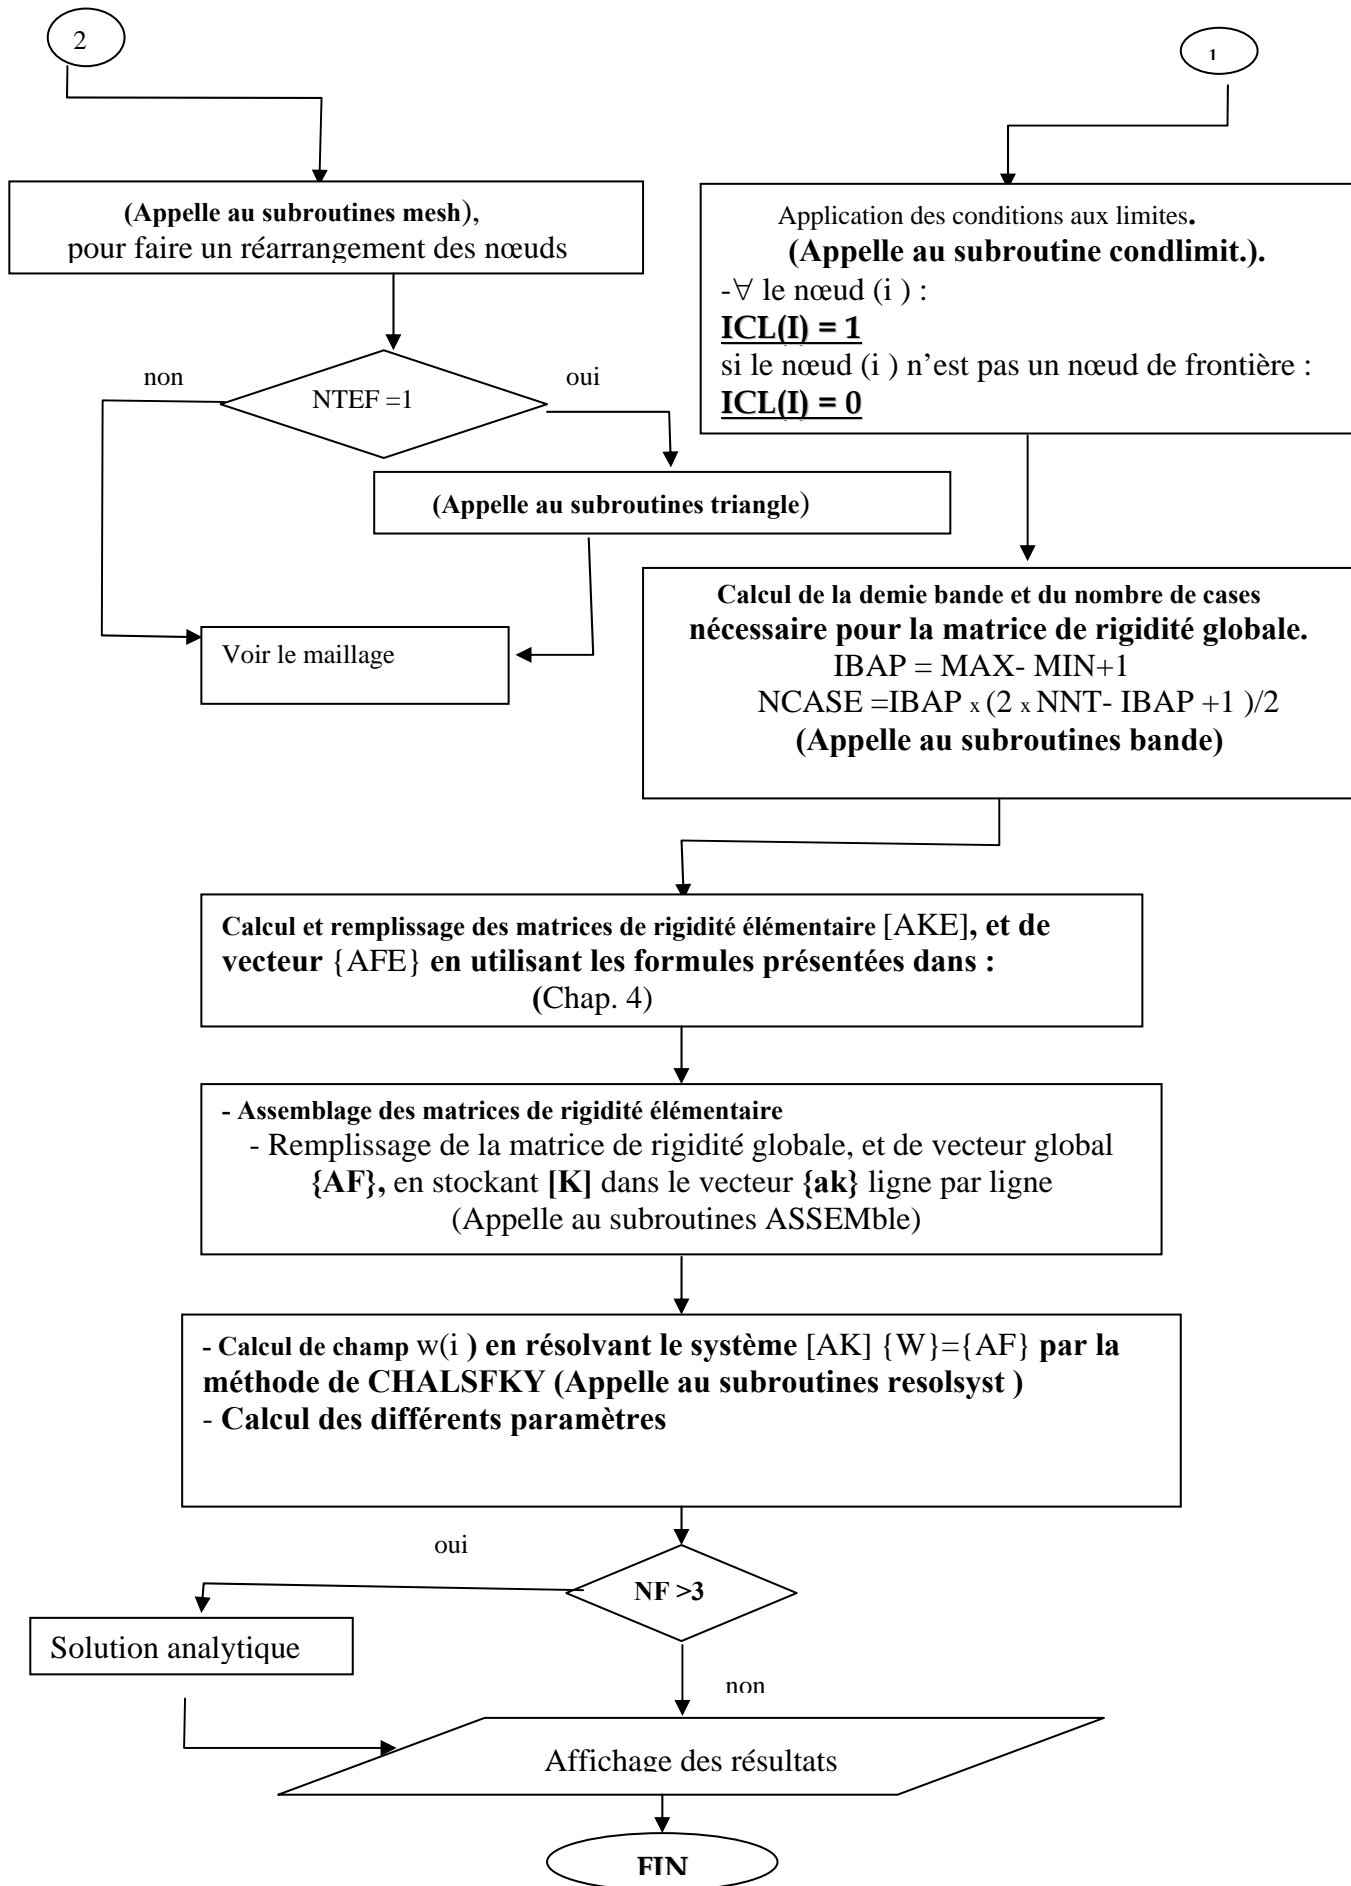 2
1
(Appelle au subroutines mesh),
pour faire un réarrangement des nœuds
non
NTEF =1
oui
(Appelle au subroutines triangle)
Voir le maillage
Application des conditions aux limites.
(Appelle au subroutine condlimit.).
-∀ le nœud (i ) :
ICL(I) = 1
si le nœud (i ) n’est pas un nœud de frontière :
ICL(I) = 0
Calcul de la demie bande et du nombre de cases
nécessaire pour la matrice de rigidité globale.
IBAP = MAX- MIN+1
NCASE =IBAP x (2 x NNT- IBAP +1 )/2
(Appelle au subroutines bande)
Calcul et remplissage des matrices de rigidité élémentaire [AKE], et de
vecteur {AFE} en utilisant les formules présentées dans :
(Chap. 4)
- Assemblage des matrices de rigidité élémentaire
- Remplissage de la matrice de rigidité globale, et de vecteur global
{AF}, en stockant [K] dans le vecteur {ak} ligne par ligne
(Appelle au subroutines ASSEMble)
- Calcul de champ w(i ) en résolvant le système [AK] {W}={AF} par la
méthode de CHALSFKY (Appelle au subroutines resolsyst )
- Calcul des différents paramètres
oui
NF >3
Solution analytique
non
Affichage des résultats
FIN